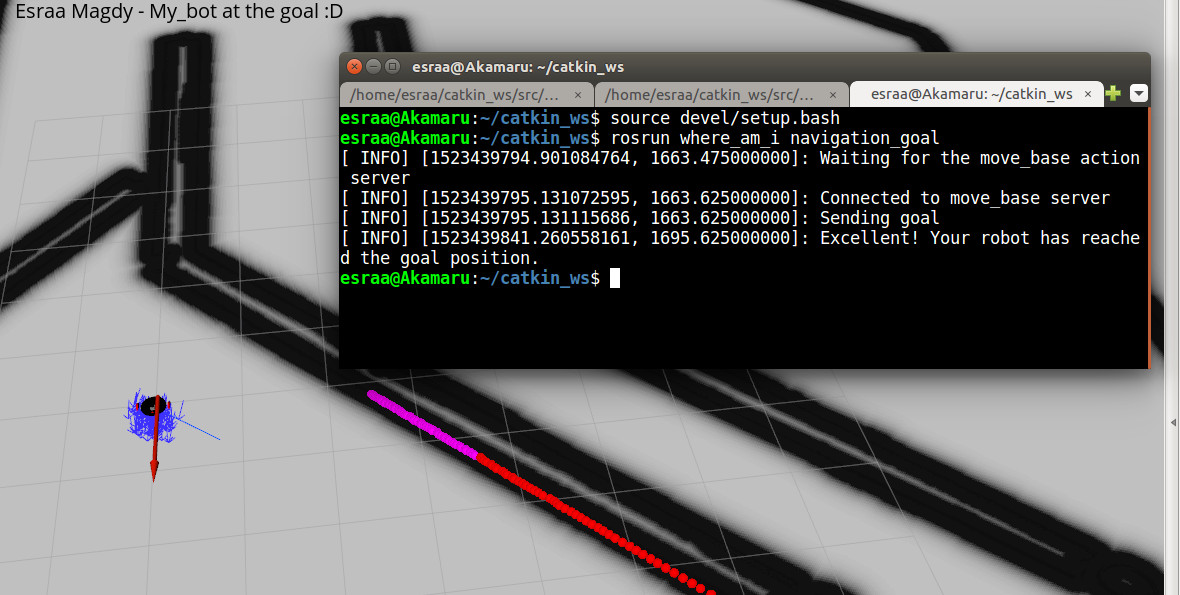 Esraa Magdy - My_bot at the goal :D
esraa@Akamaru: ~/catkin_ws
/home/esraa/catkin_ws/src/... × /home/esraa/catkin_ws/src/... × esraa@Akamaru: ~/catkin_ws ×
esraa@Akamaru:~/catkin_ws$ source devel/setup.bash
esraa@Akamaru:~/catkin_ws$ rosrun where_am_i navigation_goal
[ INFO] [1523439794.901084764, 1663.475000000]: Waiting for the move_base action
 server
[ INFO] [1523439795.131072595, 1663.625000000]: Connected to move_base server
[ INFO] [1523439795.131115686, 1663.625000000]: Sending goal
[ INFO] [1523439841.260558161, 1695.625000000]: Excellent! Your robot has reache
d the goal position.
esraa@Akamaru:~/catkin_ws$